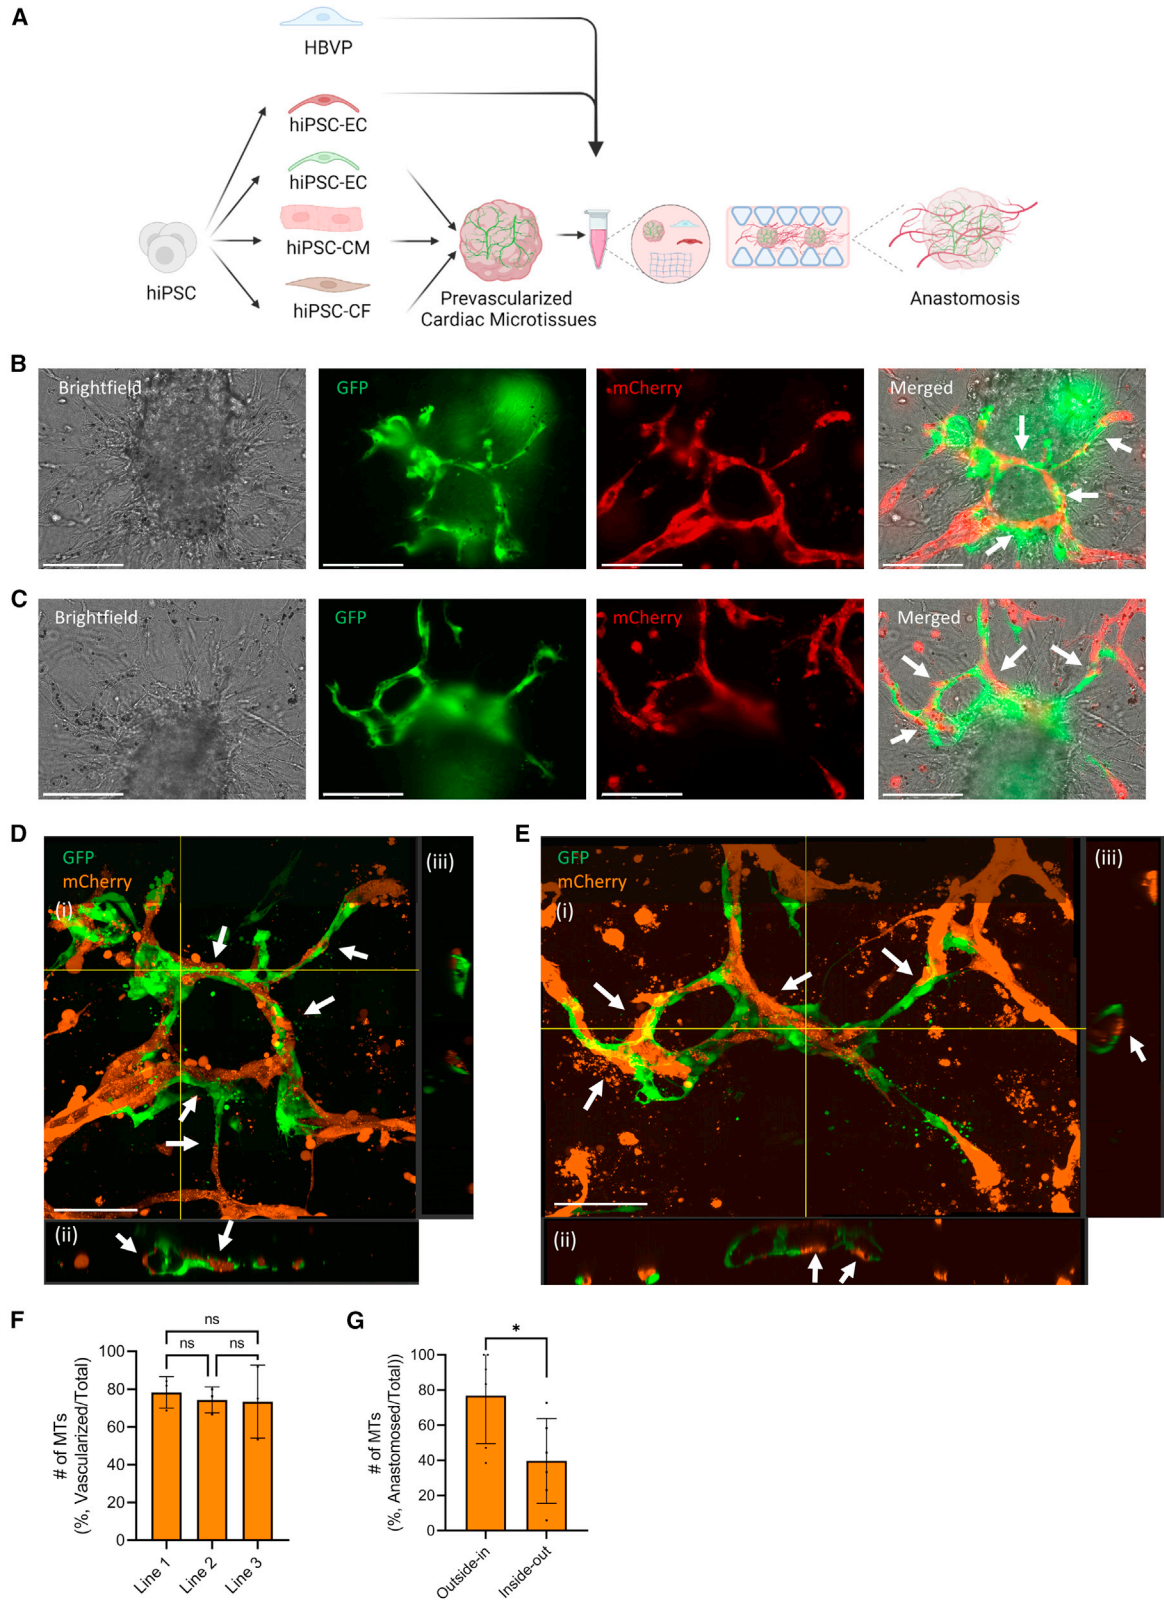 A
HBVP
hiPSC-EC
hiPSC-EC
hiPSC-CM
hiPSC-CF
hiPSC
Prevascularized
Cardiac Microtissues
Anastomosis
B
Brightfield
GFP
mCherry
Merged
C
Brightfield
GFP
mCherry
Merged
D
GFP
mCherry
(i)
(iii)
(ii)
E
GFP
mCherry
(i)
(iii)
(ii)
F
ns
ns
ns
# of MTs
(%, Vascularized/Total)
100
80
60
40
20
0
Line 1
Line 2
Line 3
G
*
# of MTs
(%, Anastomosed/Total))
100
80
60
40
20
0
Outside-in
Inside-out